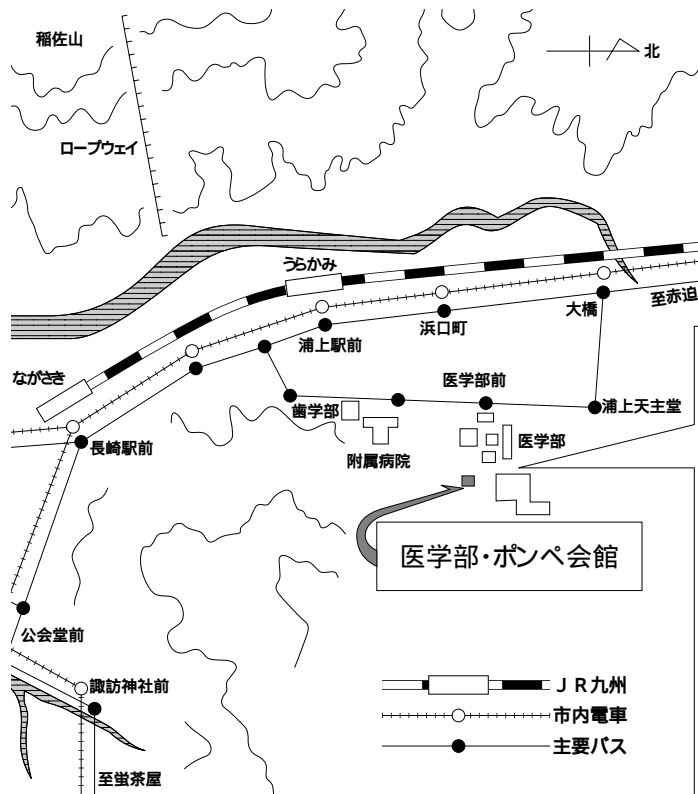 稲佐山
北
ロープウェイ
うらかみ
大橋
至赤迫
浜口町
浦上駅前
ながさき
医学部前
歯学部
浦上天主堂
長崎駅前
附属病院
医学部
医学部・ポンペ会館
公会堂前
諏訪神社前
ＪＲ九州
市内電車
主要バス
至蛍茶屋